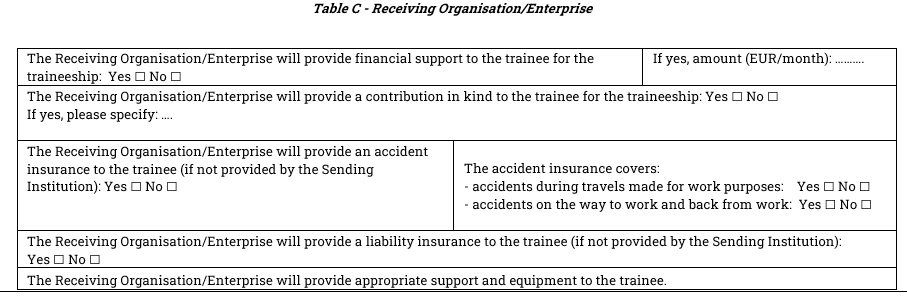 Table C - Receiving Organisation/Enterprise
The Receiving Organisation/Enterprise will provide financial support to the trainee for the
traineeship: Yes ☐ No ☐
If yes, amount (EUR/month): ..........
The Receiving Organisation/Enterprise will provide a contribution in kind to the trainee for the traineeship: Yes ☐ No ☐
If yes, please specify: ....
The Receiving Organisation/Enterprise will provide an accident
insurance to the trainee (if not provided by the Sending
Institution): Yes ☐ No ☐
The accident insurance covers:
- accidents during travels made for work purposes: Yes ☐ No ☐
- accidents on the way to work and back from work: Yes ☐ No ☐
The Receiving Organisation/Enterprise will provide a liability insurance to the trainee (if not provided by the Sending Institution):
Yes ☐ No ☐
The Receiving Organisation/Enterprise will provide appropriate support and equipment to the trainee.